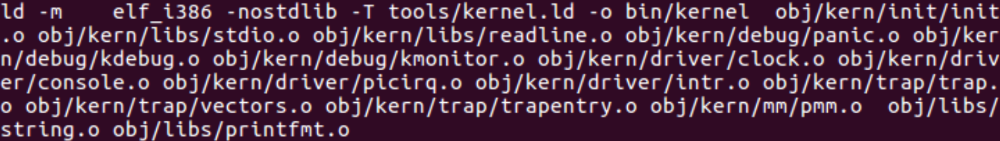 ld -m    elf_i386 -nostdlib -T tools/kernel.ld -o bin/kernel  obj/kern/init/init
.o obj/kern/libs/stdio.o obj/kern/libs/readline.o obj/kern/debug/panic.o obj/ker
n/debug/kdebug.o obj/kern/debug/kmonitor.o obj/kern/driver/clock.o obj/kern/driv
er/console.o obj/kern/driver/picirq.o obj/kern/driver/intr.o obj/kern/trap/trap.
o obj/kern/trap/vectors.o obj/kern/trap/trapentry.o obj/kern/mm/pmm.o  obj/libs/
string.o obj/libs/printfmt.o